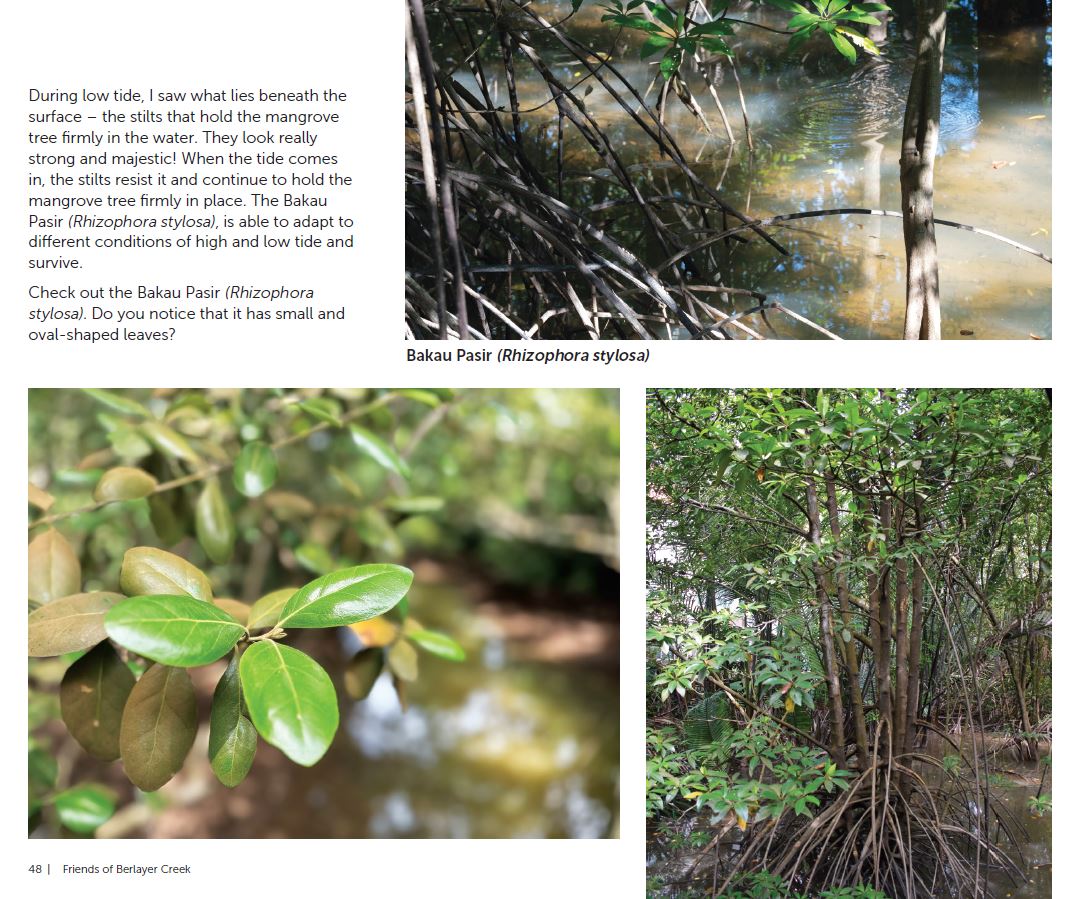 During low tide, I saw what lies beneath the
surface – the stilts that hold the mangrove
tree firmly in the water. They look really
strong and majestic! When the tide comes
in, the stilts resist it and continue to hold the
mangrove tree firmly in place. The Bakau
Pasir (Rhizophora stylosa), is able to adapt to
different conditions of high and low tide and
survive.
Check out the Bakau Pasir (Rhizophora
stylosa). Do you notice that it has small and
oval-shaped leaves?
Bakau Pasir (Rhizophora stylosa)
48 | Friends of Berlayer Creek